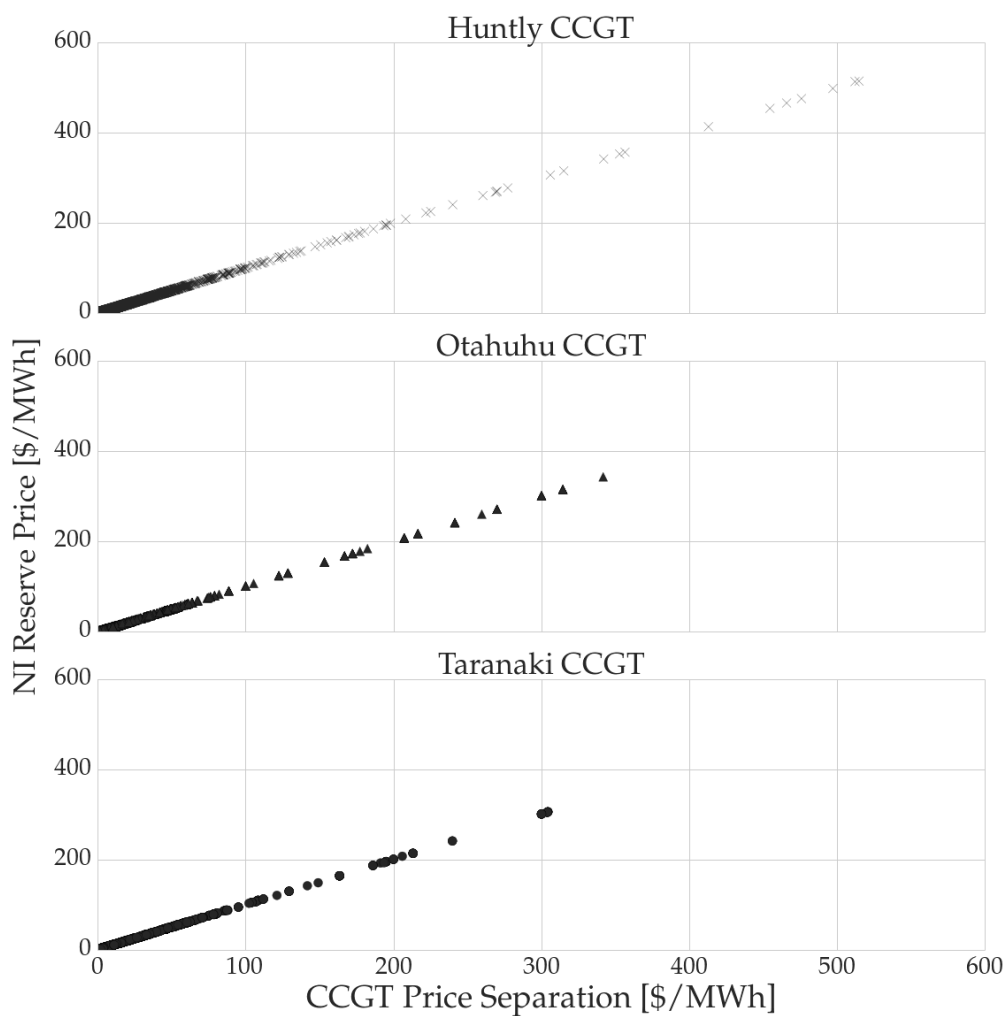 Huntly CCGT
600
400
200
0
Otahuhu CCGT
600
400
200
0
Taranaki CCGT
600
400
200
0
0 100 200 300 400 500 600
CCGT Price Separation [$/MWh]
NI Reserve Price [$/MWh]